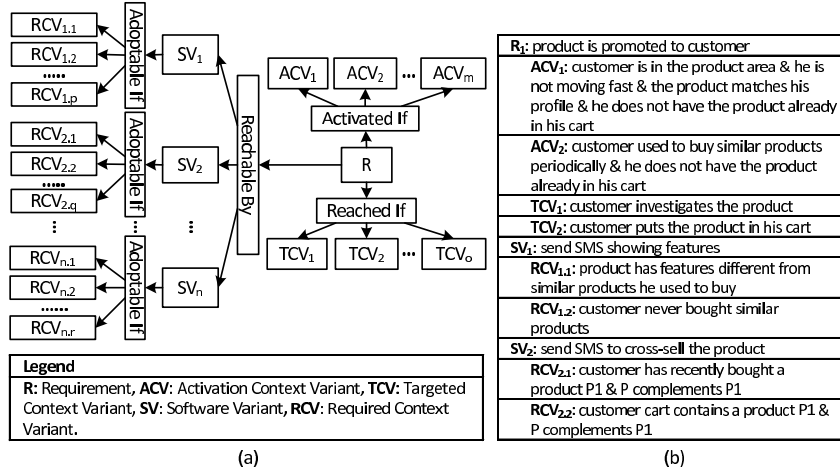 RCV1.1
RCV1.2
.....
RCV1.p
Adoptable If
SV1
RCV2.1
RCV2.2
.....
RCV2.q
Adoptable If
SV2
...
...
...
RCVn.1
RCVn.2
......
RCVn.r
Adoptable If
SVn
Reachable By
ACV1
ACV2
...
ACVm
Activated If
R
Reached If
TCV1
TCV2
...
TCVo
Legend
R: Requirement, ACV: Activation Context Variant, TCV: Targeted
Context Variant, SV: Software Variant, RCV: Required Context
Variant.
(a)
R1: product is promoted to customer
ACV1: customer is in the product area & he is
not moving fast & the product matches his
profile & he does not have the product already
in his cart
ACV2: customer used to buy similar products
periodically & he does not have the product
already in his cart
TCV1: customer investigates the product
TCV2: customer puts the product in his cart
SV1: send SMS showing features
RCV1.1: product has features different from
similar products he used to buy
RCV1.2: customer never bought similar
products
SV2: send SMS to cross-sell the product
RCV2.1: customer has recently bought a
product P1 & P complements P1
RCV2.2: customer cart contains a product P1 &
P complements P1
(b)